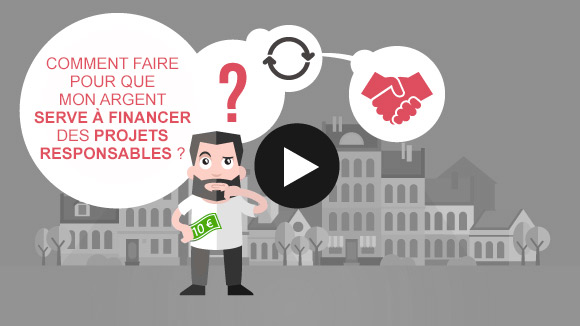 COMMENT FAIRE
POUR QUE
MON ARGENT
SERVE À FINANCER
DES PROJETS
RESPONSABLES ?
?
10 €